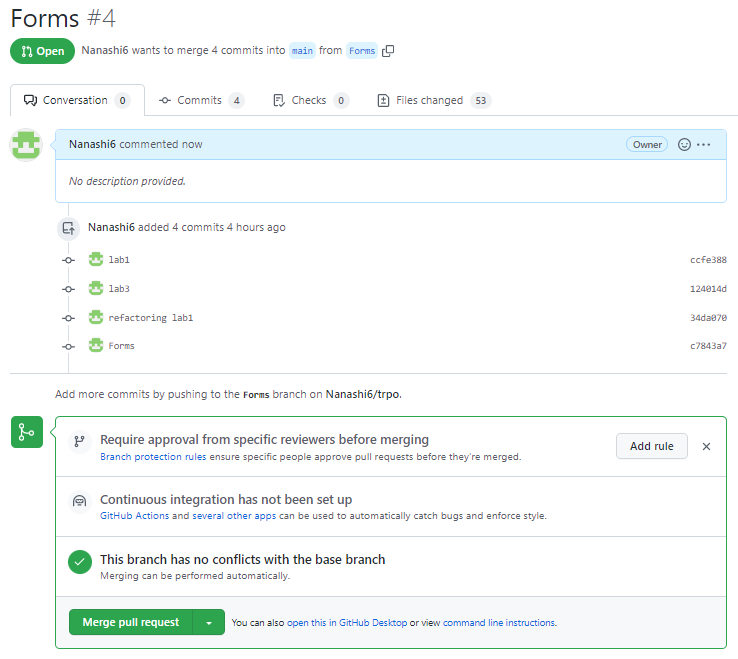 Forms #4
Open Nanashi6 wants to merge 4 commits into main from Forms
Conversation 0 Commits 4 Checks 0 Files changed 53
Nanashi6 commented now Owner
No description provided.
Nanashi6 added 4 commits 4 hours ago
lab1 ccfe388
lab3 124014d
refactoring lab1 34da070
Forms c7843a7
Add more commits by pushing to the Forms branch on Nanashi6/trpo.
Require approval from specific reviewers before merging
Branch protection rules ensure specific people approve pull requests before they're merged.
Add rule
Continuous integration has not been set up
GitHub Actions and several other apps can be used to automatically catch bugs and enforce style.
This branch has no conflicts with the base branch
Merging can be performed automatically.
Merge pull request You can also open this in GitHub Desktop or view command line instructions.